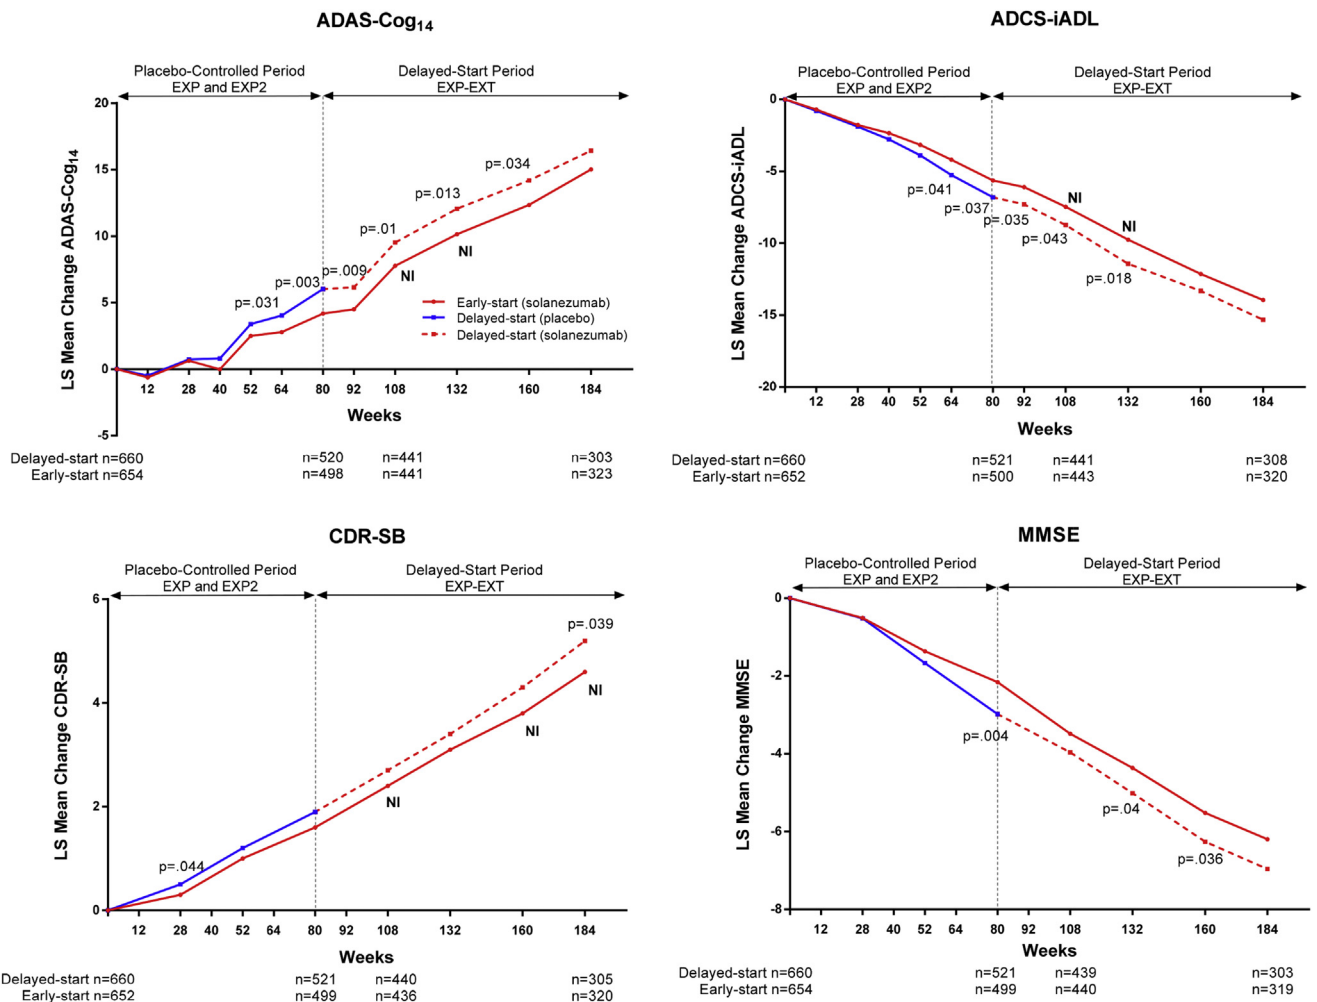 ADAS-Cog14
Placebo-Controlled Period
EXP and EXP2
Delayed-Start Period
EXP-EXT
LS Mean Change ADAS-Cog14
20
15
10
5
0
-5
p=.031
p=.003
p=.009
p=.01
p=.013
p=.034
NI
NI
Early-start (solanezumab)
Delayed-start (placebo)
Delayed-start (solanezumab)
12 28 40 52 64 80 92 108 132 160 184
Weeks
Delayed-start n=660 n=520 n=441 n=303
Early-start n=654 n=498 n=441 n=323
ADCS-iADL
Placebo-Controlled Period
EXP and EXP2
Delayed-Start Period
EXP-EXT
LS Mean Change ADCS-iADL
0
-5
-10
-15
-20
p=.041
p=.037
p=.035
p=.043
p=.018
NI
NI
12 28 40 52 64 80 92 108 132 160 184
Weeks
Delayed-start n=660 n=521 n=441 n=308
Early-start n=652 n=500 n=443 n=320
CDR-SB
Placebo-Controlled Period
EXP and EXP2
Delayed-Start Period
EXP-EXT
LS Mean Change CDR-SB
6
4
2
0
p=.044
p=.039
NI
NI
NI
12 28 40 52 64 80 92 108 132 160 184
Weeks
Delayed-start n=660 n=521 n=440 n=305
Early-start n=652 n=499 n=436 n=320
MMSE
Placebo-Controlled Period
EXP and EXP2
Delayed-Start Period
EXP-EXT
LS Mean Change MMSE
0
-2
-4
-6
-8
p=.004
p=.04
p=.036
12 28 40 52 64 80 92 108 132 160 184
Weeks
Delayed-start n=660 n=521 n=439 n=303
Early-start n=654 n=499 n=440 n=319